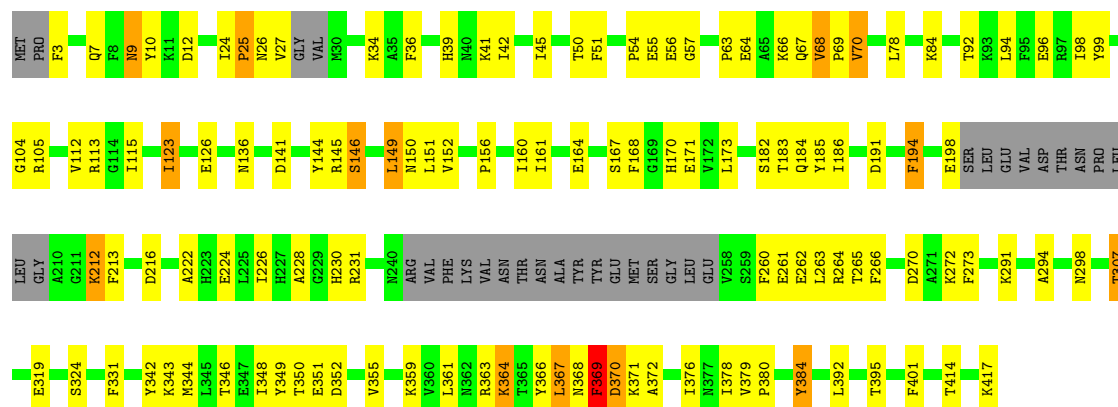 MET PRO F3 Q7 F8 N9 Y10 K11 D12 I24 P25 N26 V27 GLY VAL M30 K34 A35 F36 H39 N40 K41 I42 I45 T50 F51 P54 E55 E56 G57 P63 E64 A65 K66 Q67 V68 P69 V70 L78 K84 T92 K93 L94 F95 E96 R97 I98 Y99
G104 R105 V112 R113 G114 I115 I123 E126 N136 D141 Y144 R145 S146 L149 N150 L151 V152 P156 I160 I161 E164 S167 F168 G169 H170 E171 V172 L173 S182 T183 Q184 Y185 I186 D191 F194 E198 SER LEU GLU VAL ASP THR ASN PRO LEU
LEU GLY A210 G211 K212 F213 D216 A222 H223 E224 L225 I226 H227 A228 G229 H230 R231 N240 ARG VAL PHE LYS VAL ASN THR ASN ALA TYR TYR GLU MET SER GLY LEU GLU V258 S259 F260 E261 E262 L263 R264 T265 F266 D270 A271 K272 F273 K291 A294 N298 T307
E319 S324 F331 Y342 K343 M344 L345 T346 E347 I348 Y349 T350 E351 D352 V355 K359 V360 L361 N362 R363 K364 T365 Y366 L367 N368 F369 D370 K371 A372 I376 N377 I378 V379 P380 Y384 L392 T395 F401 T414 K417